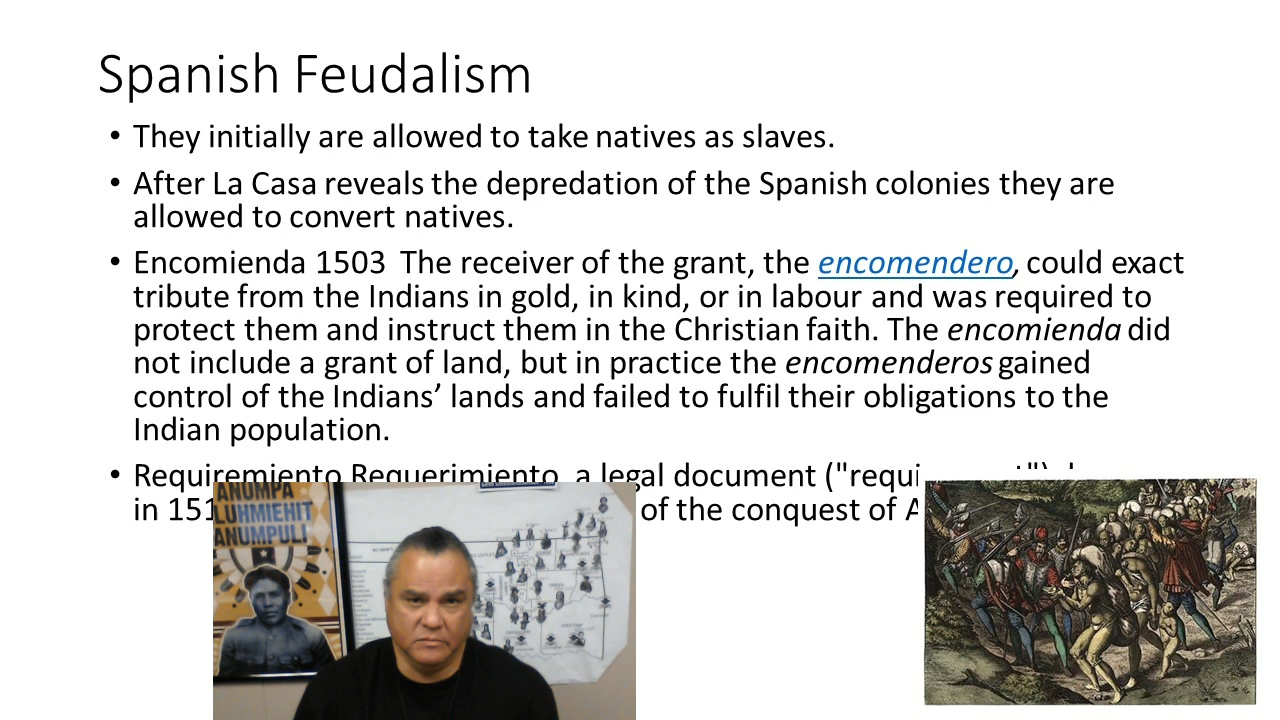 Spanish Feudalism
• They initially are allowed to take natives as slaves.
• After La Casa reveals the depredation of the Spanish colonies they are
allowed to convert natives.
• Encomienda 1503 The receiver of the grant, the encomendero, could exact
tribute from the Indians in gold, in kind, or in labour and was required to
protect them and instruct them in the Christian faith. The encomienda did
not include a grant of land, but in practice the encomenderos gained
control of the Indians’ lands and failed to fulfil their obligations to the
Indian population.
• Requiremiento Requerimiento, a legal document ("requi
in 151 of the conquest of A
ANUMPA
LUHMIEHIT
ANUMPULI